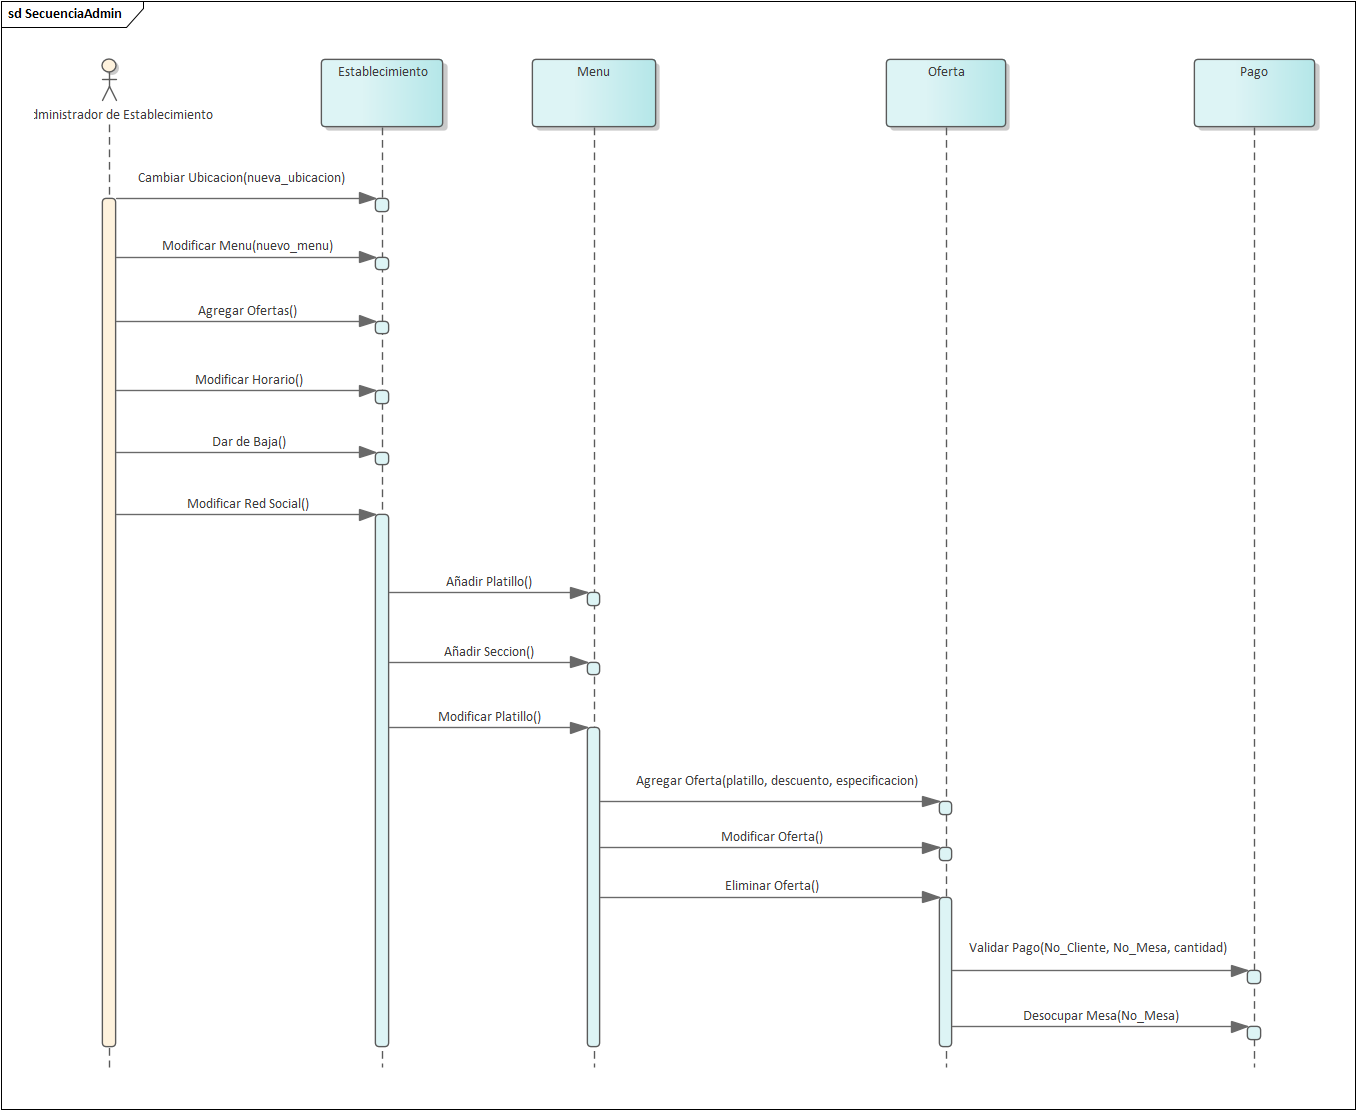 sd SecuenciaAdmin
dministrador de Establecimiento
Establecimiento
Menu
Oferta
Pago
Cambiar Ubicacion(nueva_ubicacion)
Modificar Menu(nuevo_menu)
Agregar Ofertas()
Modificar Horario()
Dar de Baja()
Modificar Red Social()
Añadir Platillo()
Añadir Seccion()
Modificar Platillo()
Agregar Oferta(platillo, descuento, especificacion)
Modificar Oferta()
Eliminar Oferta()
Validar Pago(No_Cliente, No_Mesa, cantidad)
Desocupar Mesa(No_Mesa)